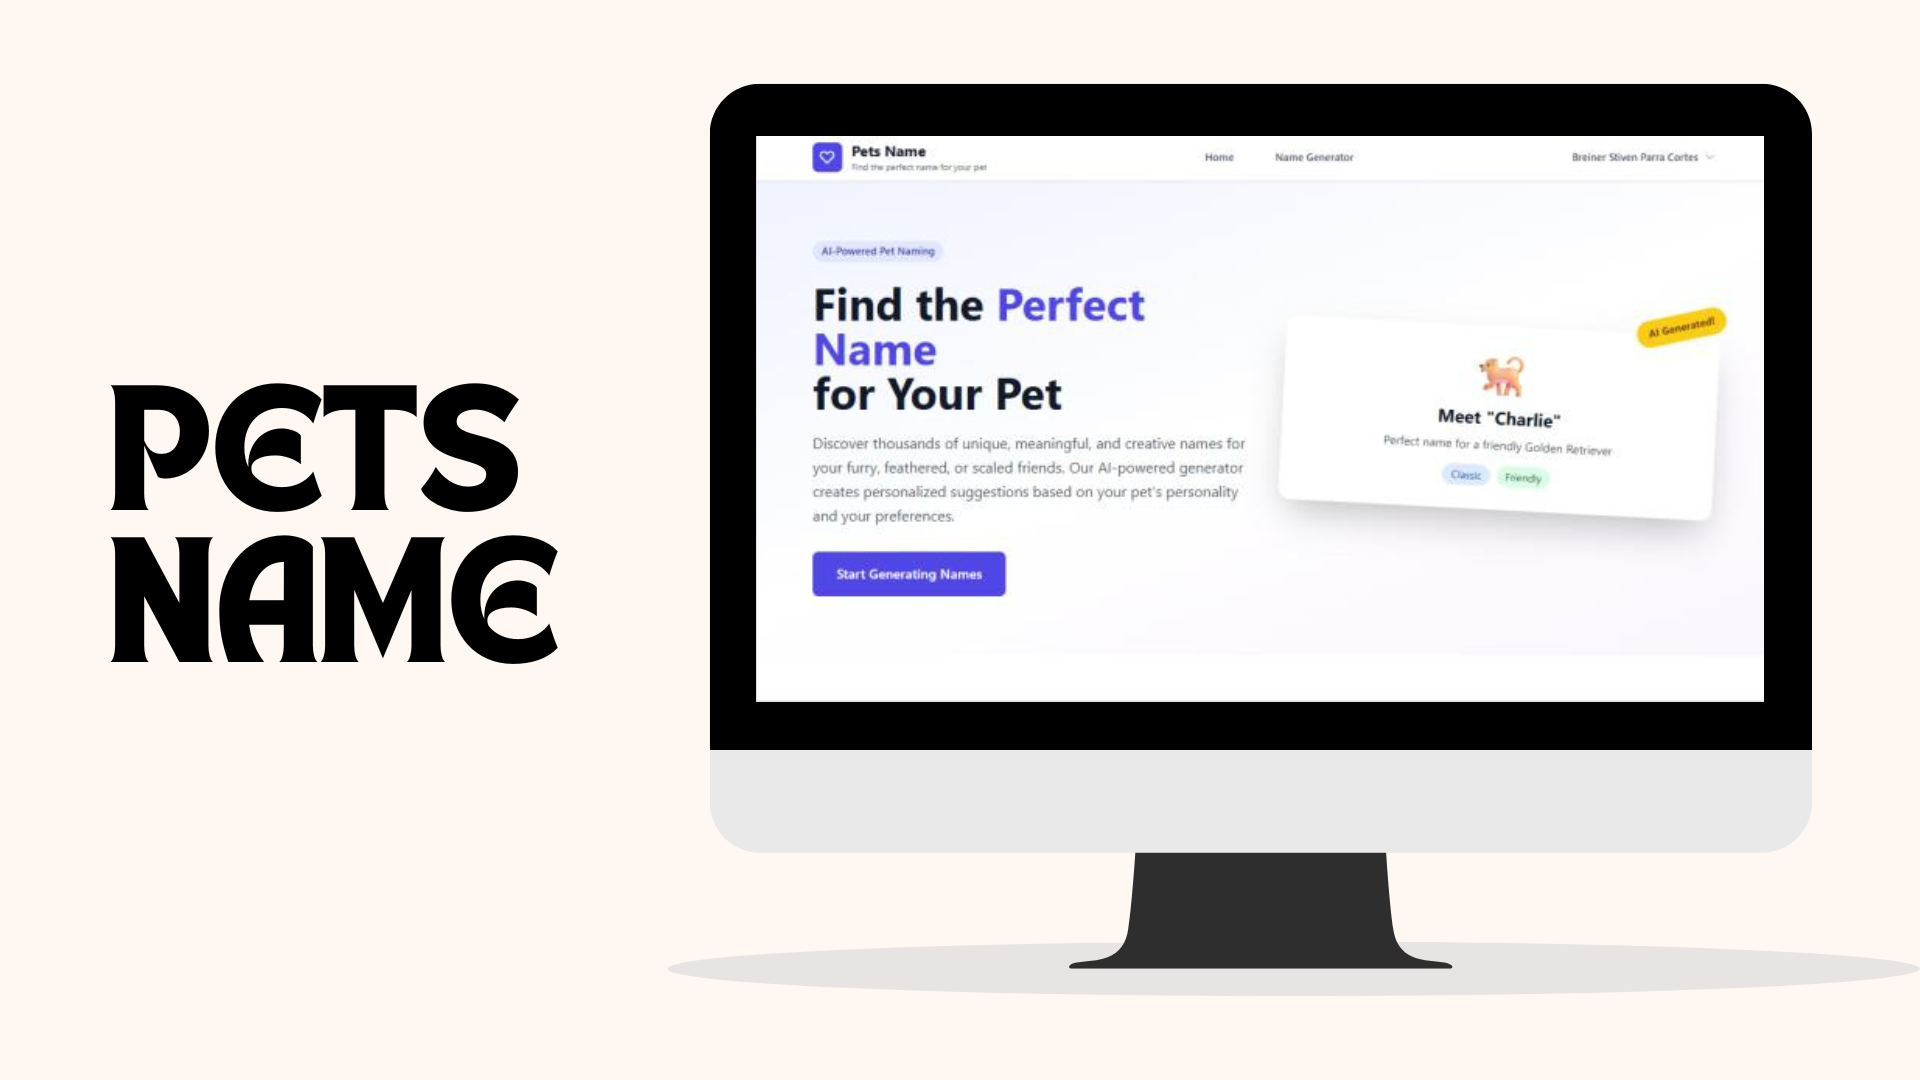 PETS
NAME
Pets Name
Find the perfect name for your pet
Home
Name Generator
Breiner Stiven Parra Cortes
AI-Powered Pet Naming
Find the Perfect
Name
for Your Pet
Discover thousands of unique, meaningful, and creative names for
your furry, feathered, or scaled friends. Our AI-powered generator
creates personalized suggestions based on your pet's personality
and your preferences.
Start Generating Names
AI Generated!
Meet "Charlie"
Perfect name for a friendly Golden Retriever
Classic
Friendly